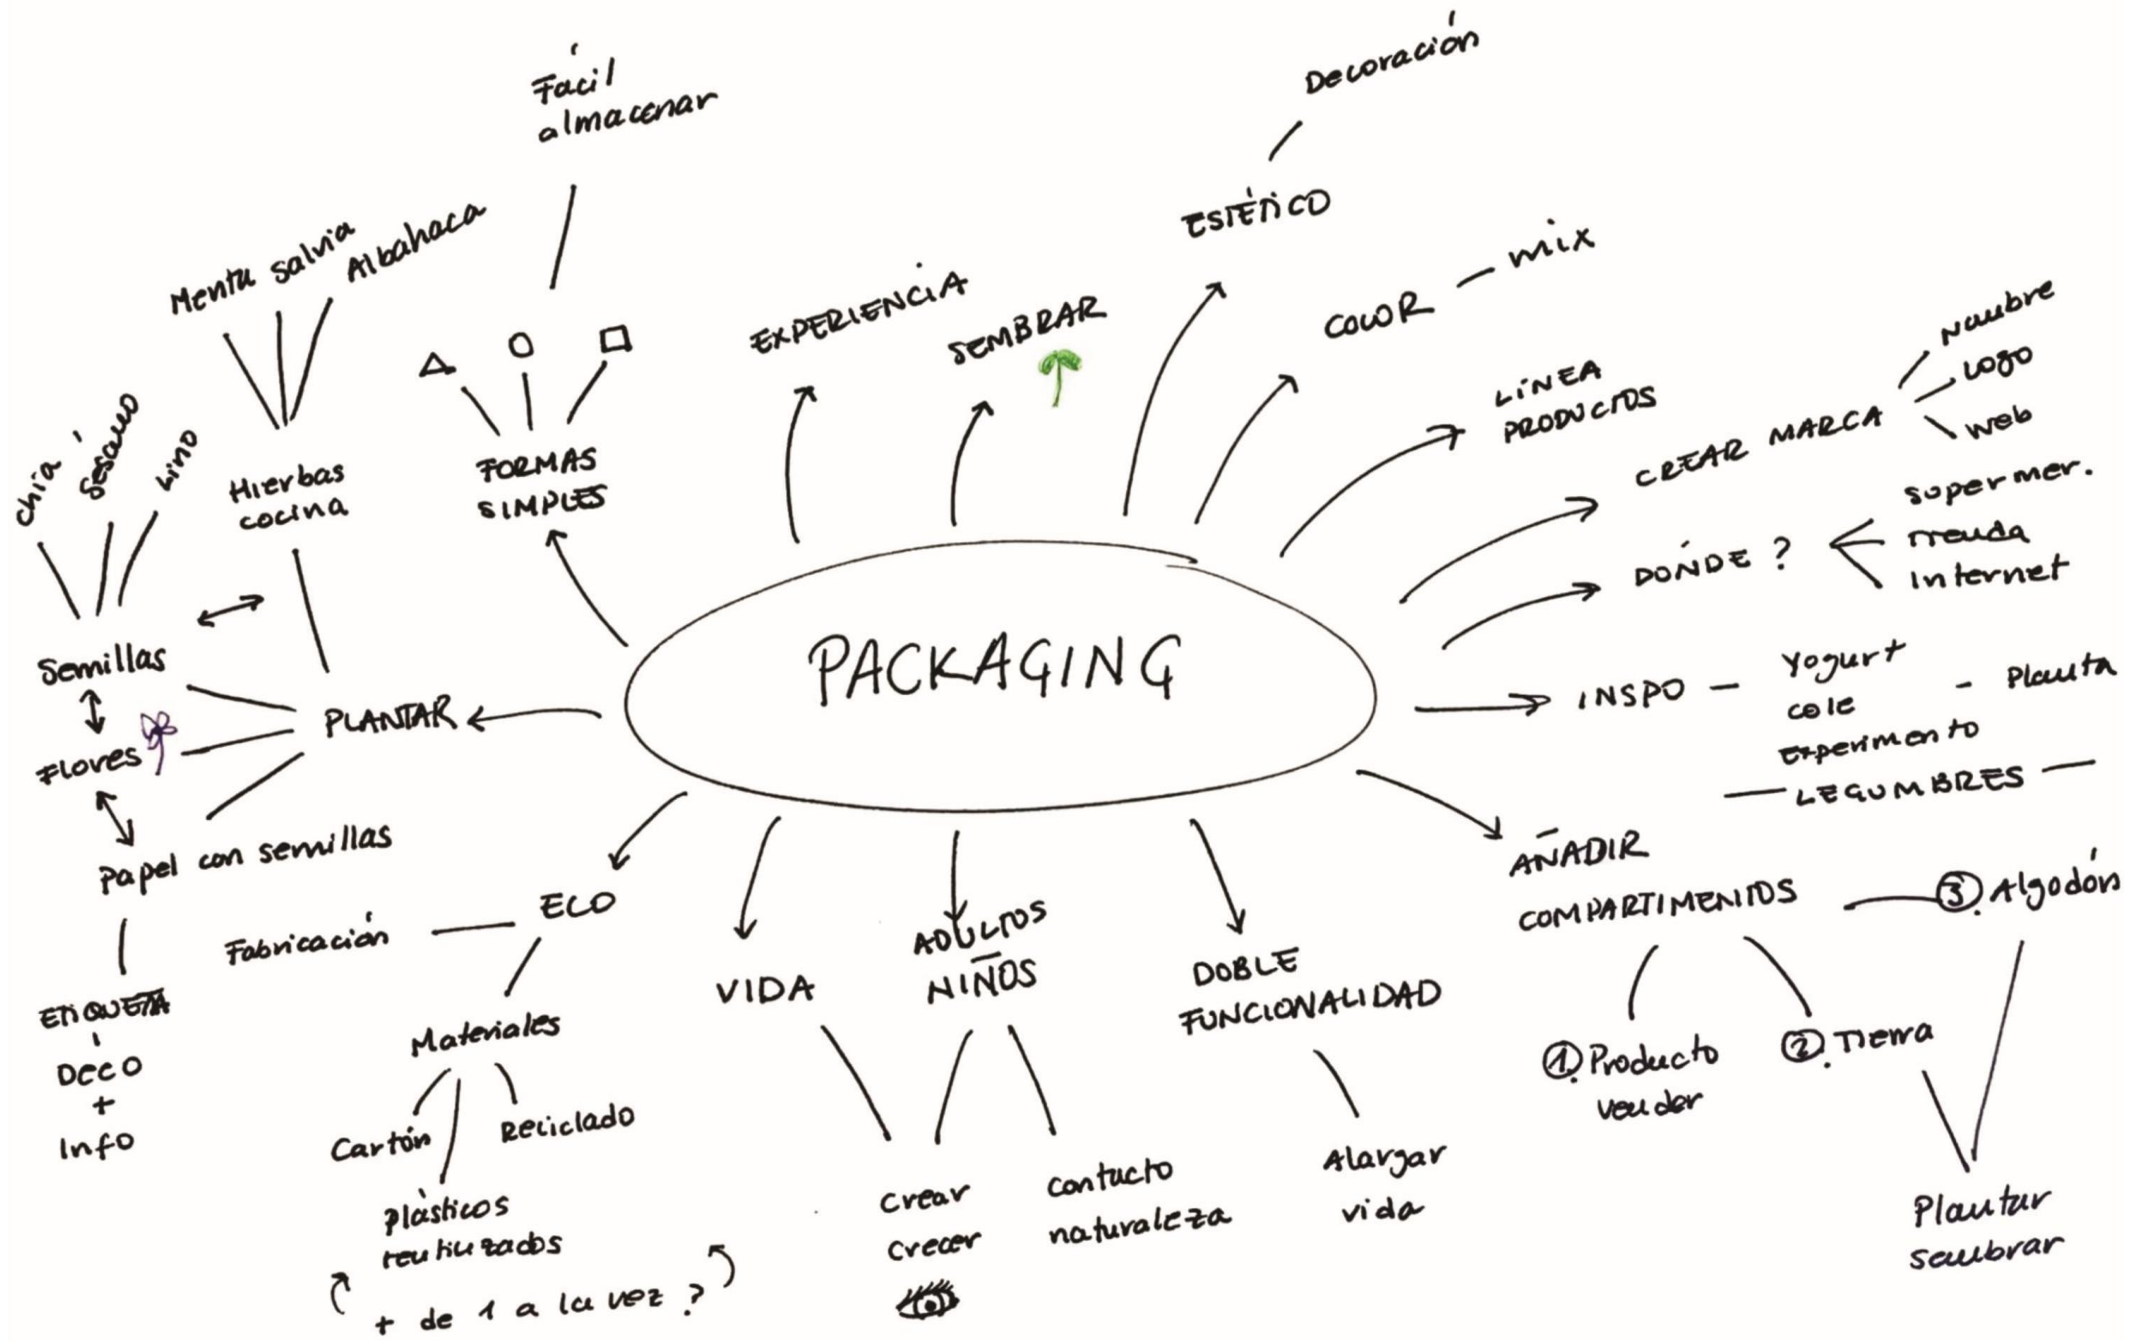 PACKAGING
EXPERIENCIA
SEMBRAR
ESTÉTICO
Decoración
COLOR — mix
LÍNEA
PRODUCTOS
CREAR MARCA
Nombre
Logo
web
DÓNDE ?
supermer.
Tienda
Internet
INSPO — Yogurt - Planta
cole
Experimento
— LEGUMBRES —
AÑADIR
COMPARTIMENTOS
① Producto
vender
② Tierra
③ Algodón
Plantar
sembrar
DOBLE
FUNCIONALIDAD
Alargar
vida
ADULTOS
NIÑOS
Contacto
naturaleza
VIDA
Crear
crecer
ECO
Fabricación
Materiales
Cartón
Reciclado
Plásticos
reutilizados
+ de 1 a la vez ?
PLANTAR
Semillas
Chía
Sésamo
Lino
Hierbas
cocina
Menta
Salvia
Albahaca
Flores
Papel con semillas
ETIQUETA
DECO
+
Info
FORMAS
SIMPLES
Fácil
almacenar